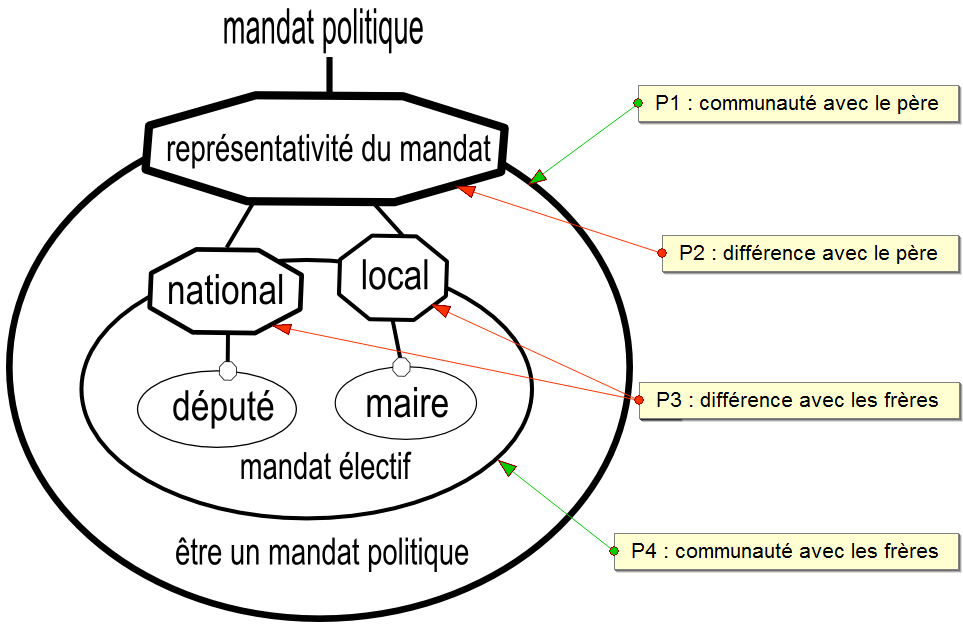 mandat politique
P1 : communauté avec le père
représentativité du mandat
P2 : différence avec le père
national
local
P3 : différence avec les frères
député
maire
mandat électif
être un mandat politique
P4 : communauté avec les frères